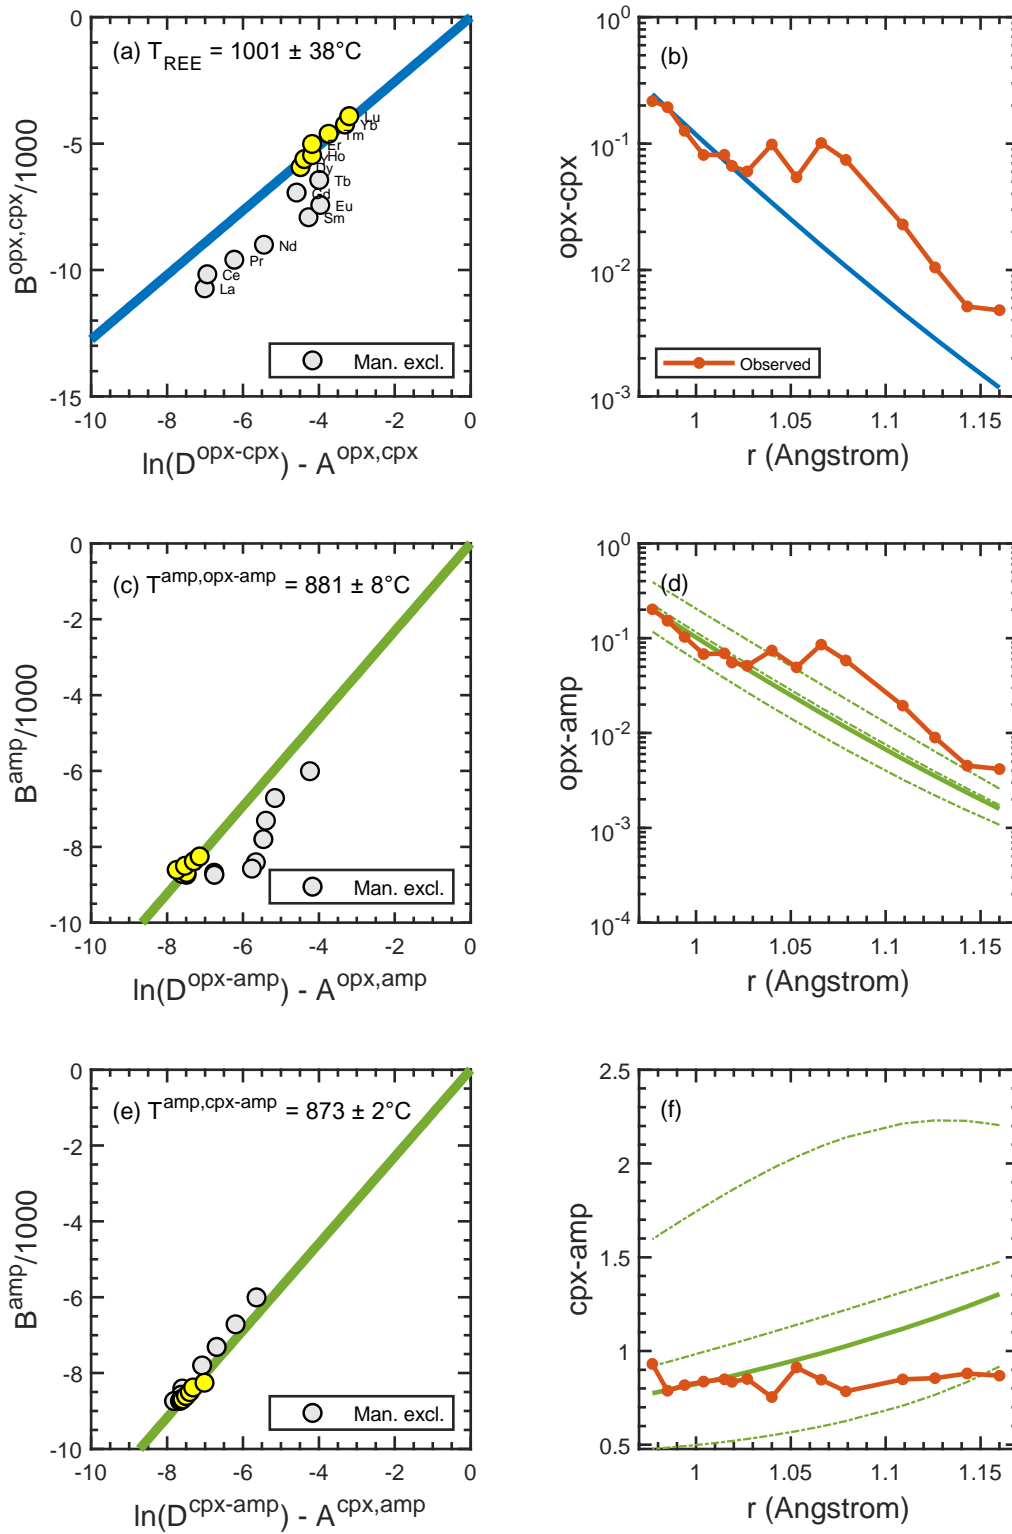 (a) T_REE = 1001 ± 38°C
0
-5
-10
-15
B^opx,cpx/1000
Lu
Yb
Tm
Er
Ho
Y
Dy
Tb
Gd
Eu
Sm
Nd
Pr
Ce
La
Man. excl.
-10 -8 -6 -4 -2 0
ln(D^opx-cpx) - A^opx,cpx
(b)
10^0
10^-1
10^-2
10^-3
opx-cpx
Observed
1 1.05 1.1 1.15
r (Angstrom)
(c) T^amp,opx-amp = 881 ± 8°C
0
-2
-4
-6
-8
-10
B^amp/1000
Man. excl.
-10 -8 -6 -4 -2 0
ln(D^opx-amp) - A^opx,amp
(d)
10^0
10^-1
10^-2
10^-3
10^-4
opx-amp
1 1.05 1.1 1.15
r (Angstrom)
(e) T^amp,cpx-amp = 873 ± 2°C
0
-2
-4
-6
-8
-10
B^amp/1000
Man. excl.
-10 -8 -6 -4 -2 0
ln(D^cpx-amp) - A^cpx,amp
(f)
2.5
2
1.5
1
0.5
cpx-amp
1 1.05 1.1 1.15
r (Angstrom)